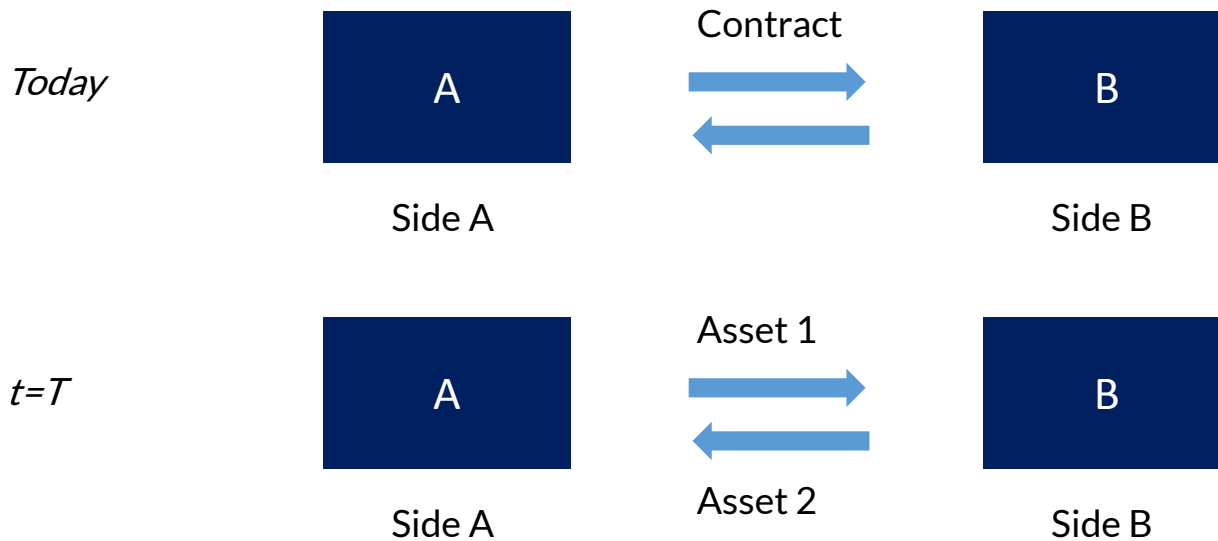 Contract
Today
A
B
Side A
Side B
Asset 1
t=T
A
B
Asset 2
Side A
Side B